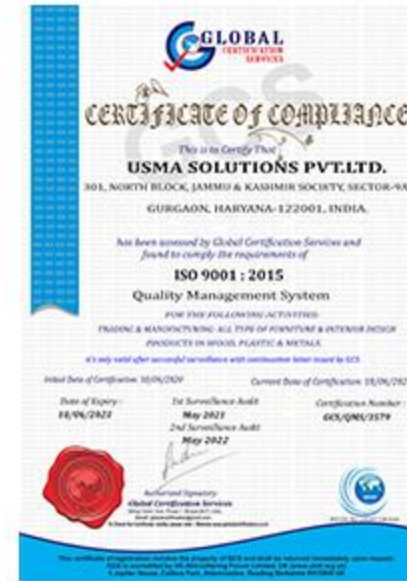 GLOBAL
CERTIFICATION
SERVICES
CERTIFICATE OF COMPLIANCE
This is to Certify That
USMA SOLUTIONS PVT.LTD.
301, NORTH BLOCK, JAMMU & KASHMIR SOCIETY, SECTOR-9A
GURGAON, HARYANA-122001, INDIA.
has been assessed by Global Certification Services and
found to comply the requirements of
ISO 9001 : 2015
Quality Management System
FOR THE FOLLOWING ACTIVITIES
TRADING & MANUFACTURING ALL TYPE OF FURNITURE & INTERIOR DESIGN
PRODUCTS IN WOOD, PLASTIC & METALS.
it's only valid after successful surveillance with continuation letter issued by GCS
Initial Date of Certification: 10/06/2020
Current Date of Certification:
Date of Expiry :
1st Surveillance Audit
Certification Number :
May 2021
GCS/QMS/3579
2nd Surveillance Audit
May 2022
Authorized Signatory
Global Certification Services